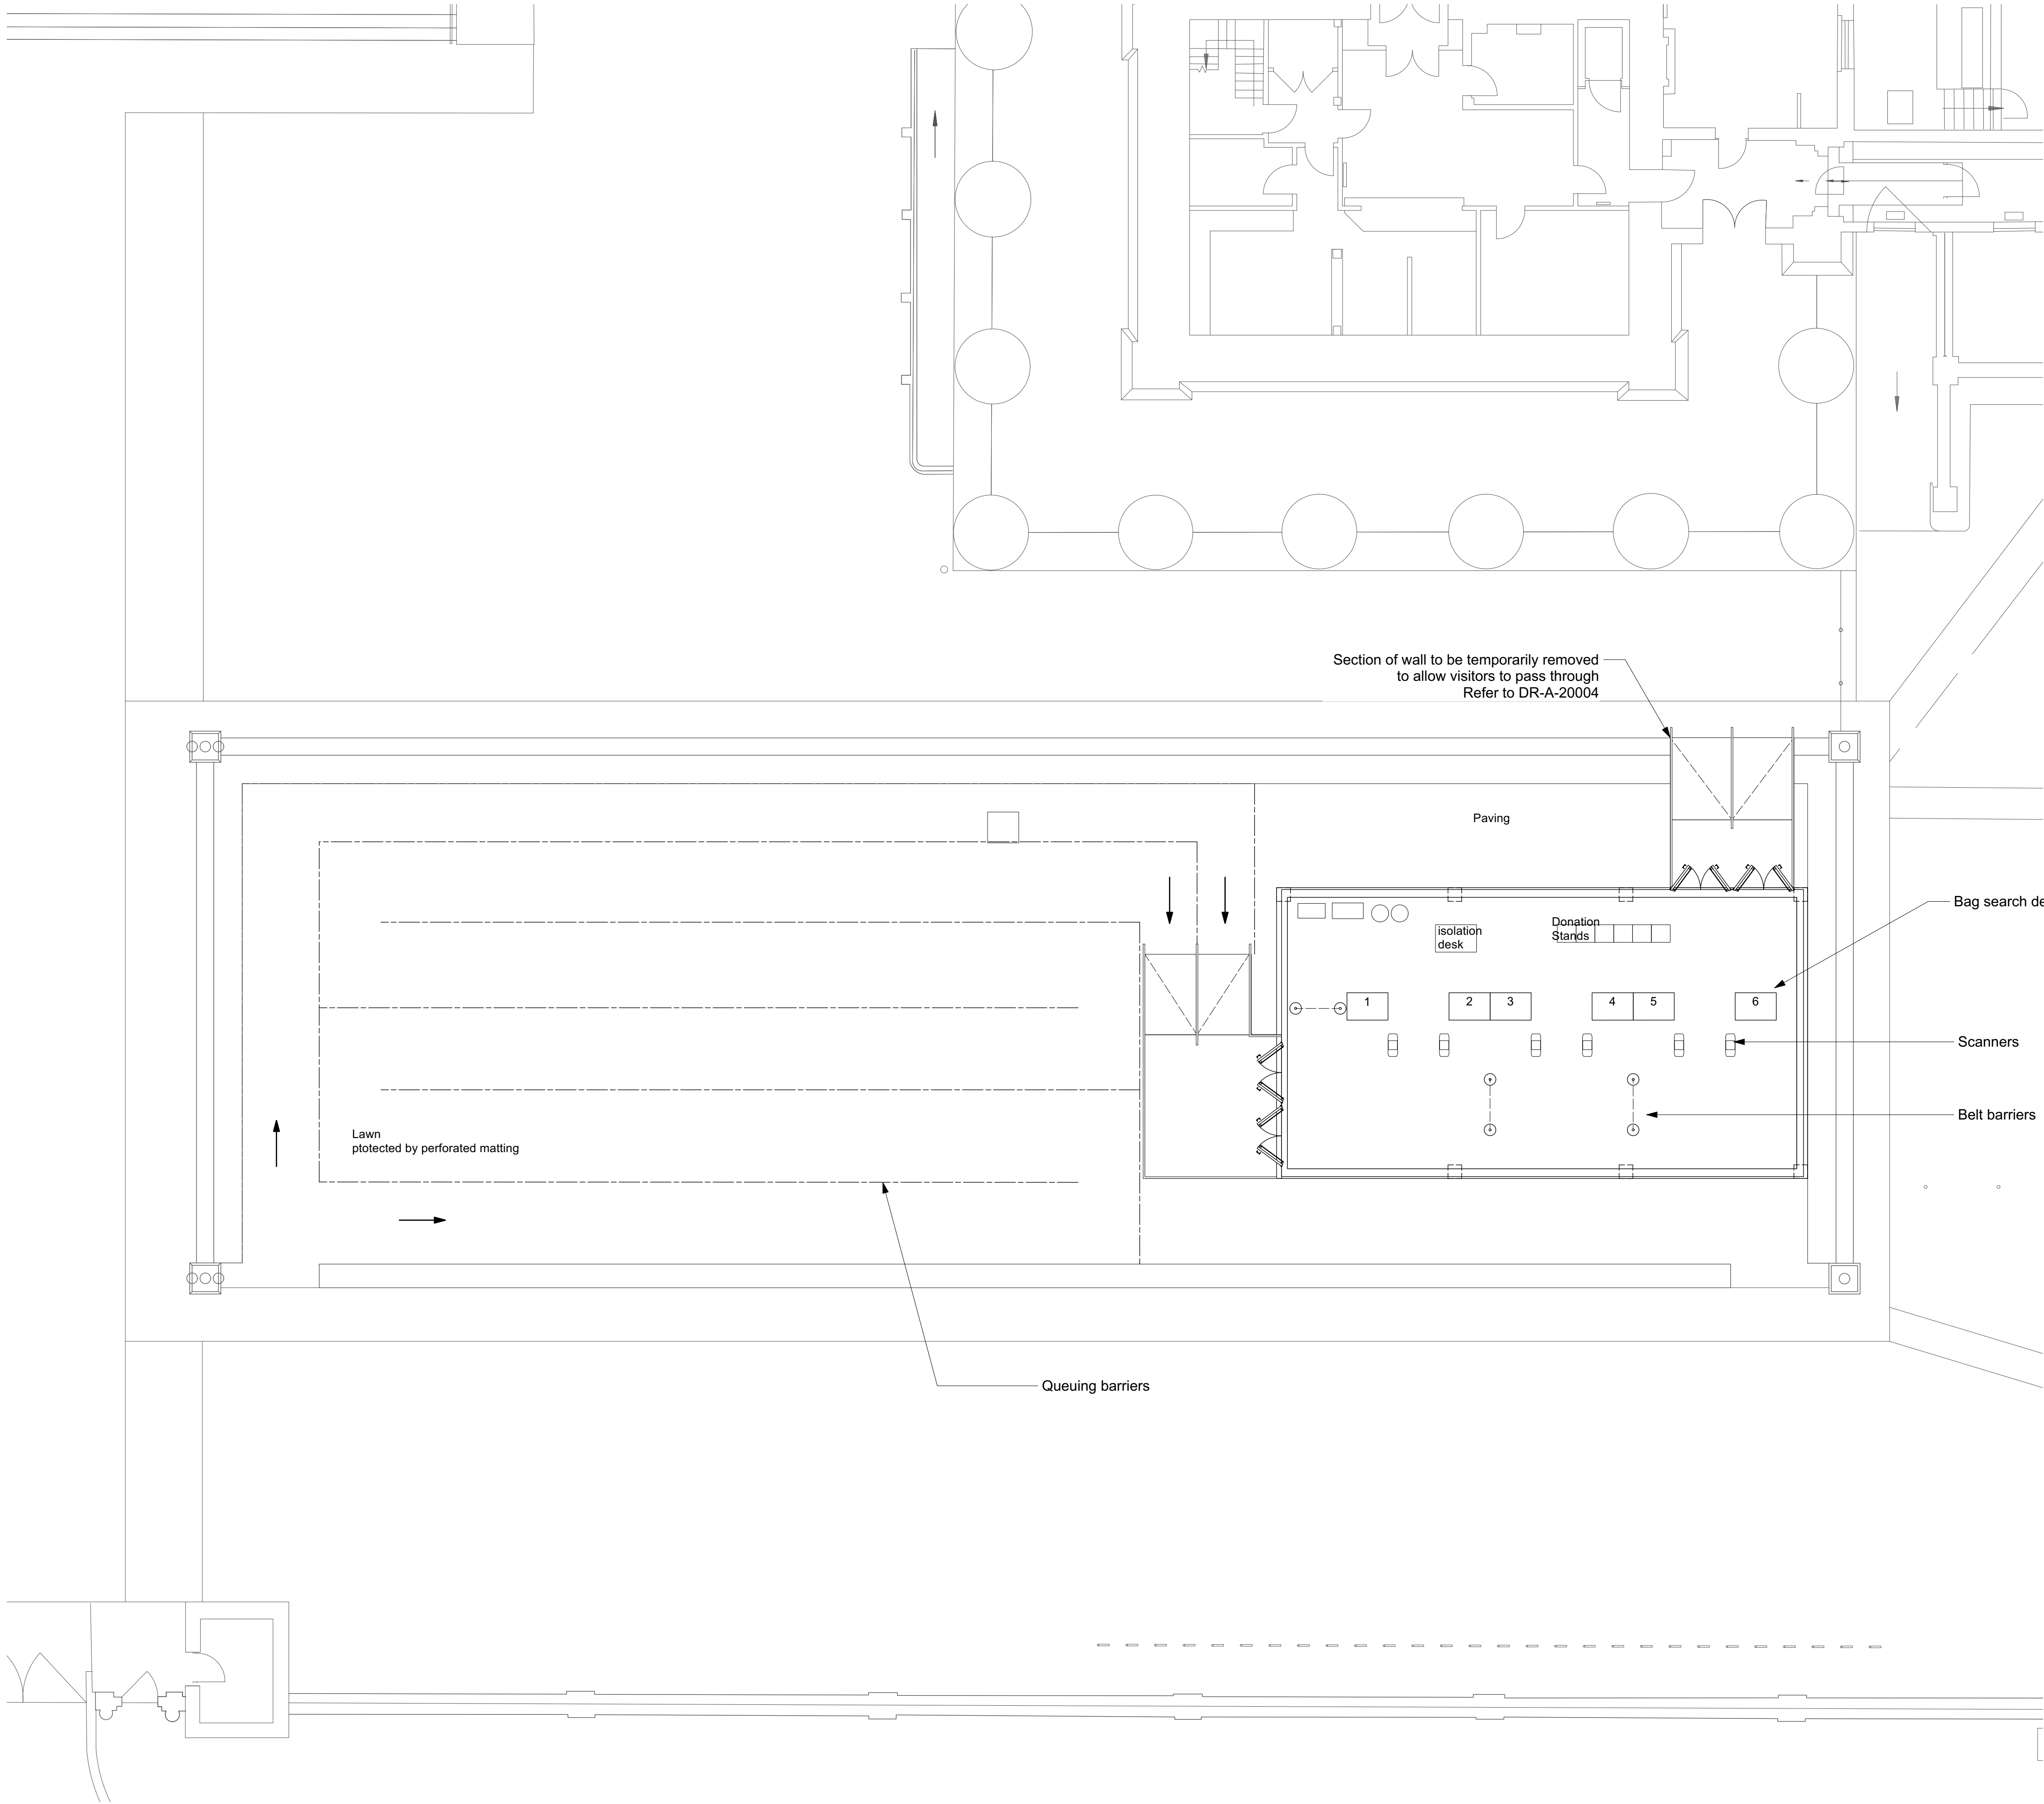 Section of wall to be temporarily removed
to allow visitors to pass through
Refer to DR-A-20004
Paving
Bag search de
isolation
desk
Donation
Stands
1
2
3
4
5
6
Scanners
Belt barriers
Lawn
ptotected by perforated matting
Queuing barriers